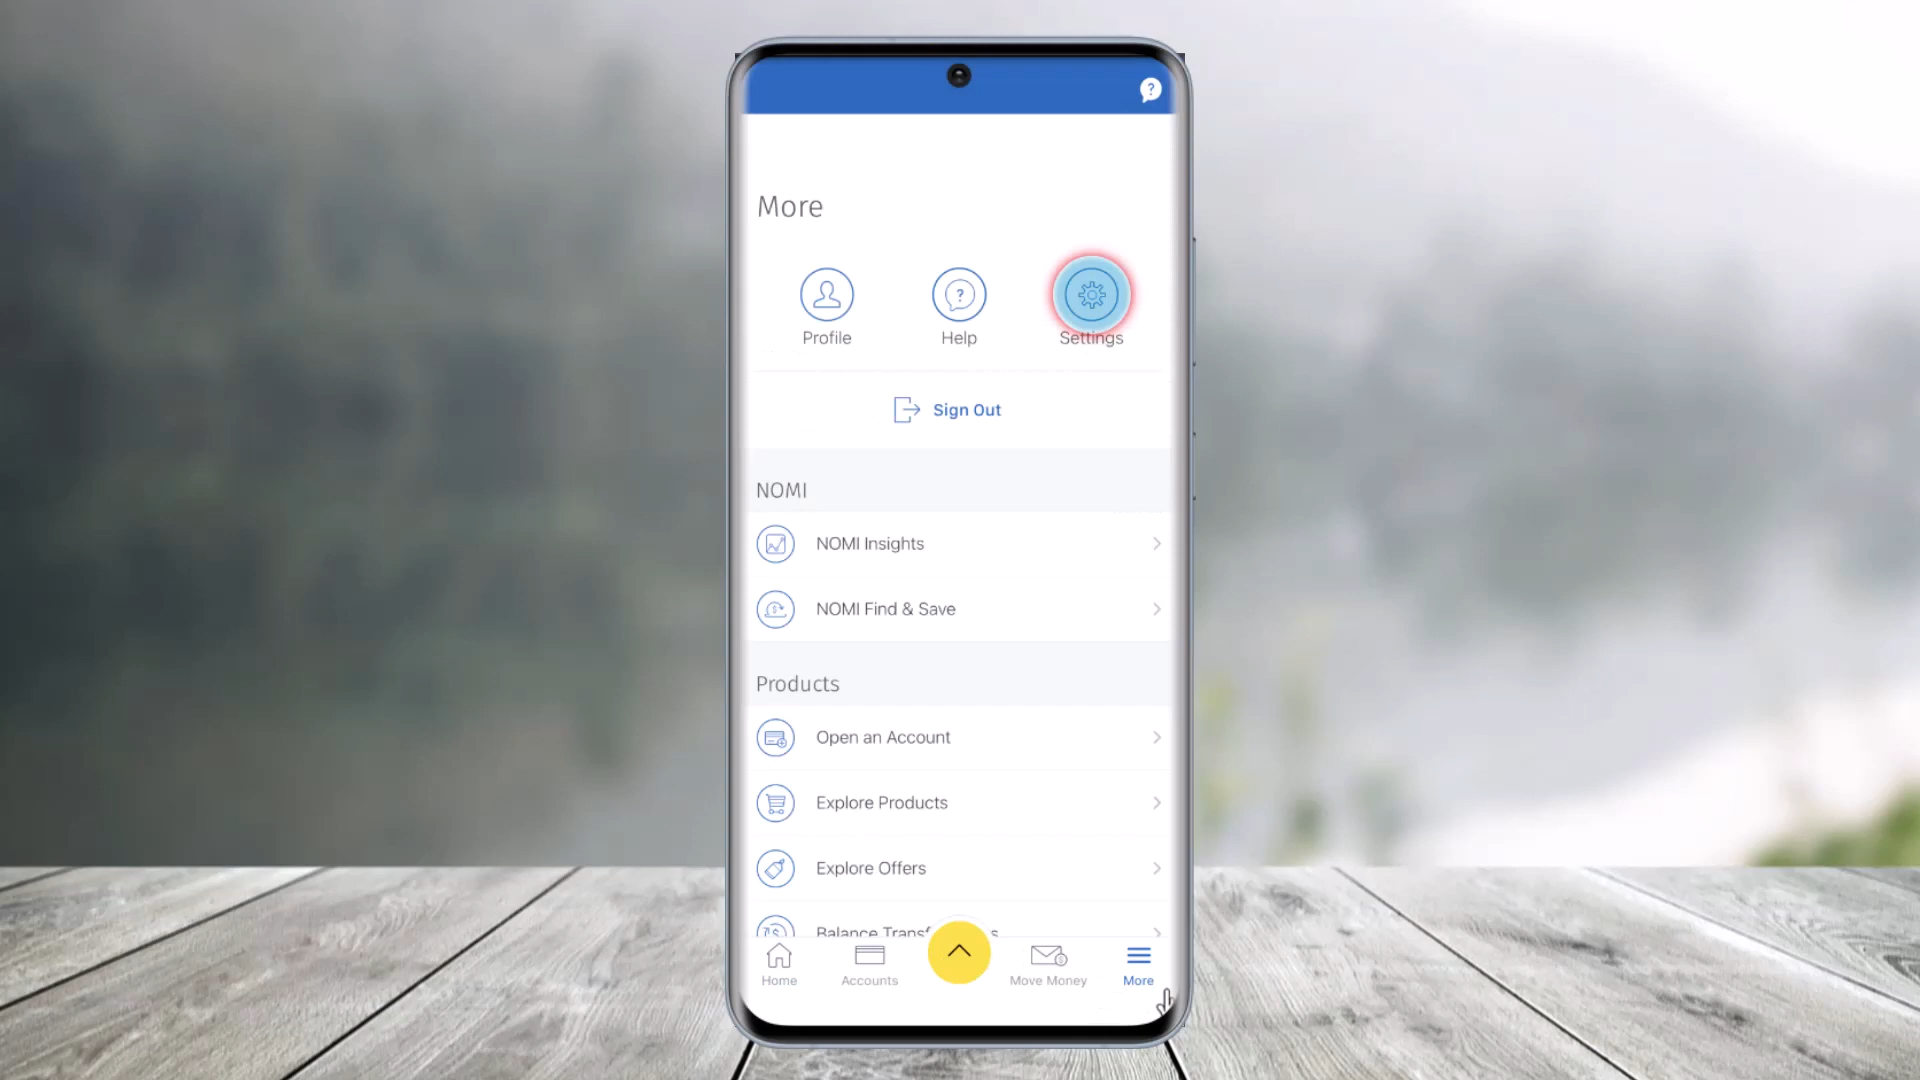 More
Profile Help Settings
Sign Out
NOMI
NOMI Insights
NOMI Find & Save
Products
Open an Account
Explore Products
Explore Offers
Balance
Home Accounts Move Money More